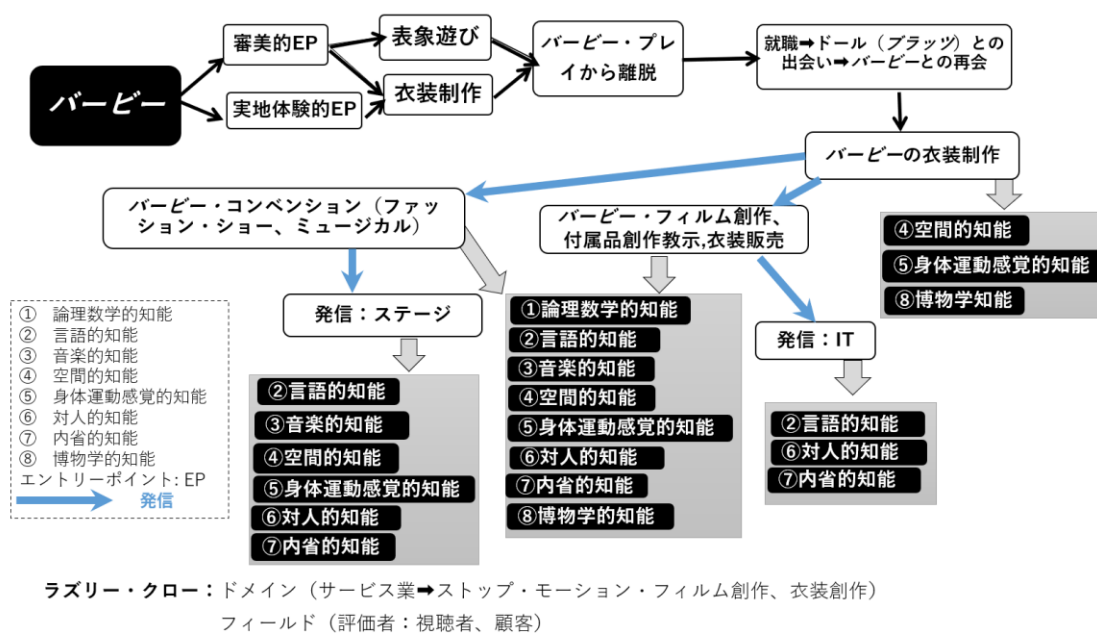 バービー
審美的EP
実地体験的EP
表象遊び
衣装制作
バービー・プレ
イから離脱
就職➡ドール（ブラッツ）との
出会い➡バービーとの再会
バービーの衣装制作
バービー・コンベンション（ファッ
ション・ショー、ミュージカル）
バービー・フィルム創作、
付属品創作教示,衣装販売
④空間的知能
⑤身体運動感覚的知能
⑧博物学知能
発信：ステージ
発信：IT
① 論理数学的知能
② 言語的知能
③ 音楽的知能
④ 空間的知能
⑤ 身体運動感覚的知能
⑥ 対人的知能
⑦ 内省的知能
⑧ 博物学的知能
エントリーポイント: EP
発信
②言語的知能
③音楽的知能
④空間的知能
⑤身体運動感覚的知能
⑥対人的知能
⑦内省的知能
①論理数学的知能
②言語的知能
③音楽的知能
④空間的知能
⑤身体運動感覚的知能
⑥対人的知能
⑦内省的知能
⑧博物学的知能
②言語的知能
⑥対人的知能
⑦内省的知能
ラズリー・クロー：ドメイン（サービス業➡ストップ・モーション・フィルム創作、衣装創作）
フィールド（評価者：視聴者、顧客）